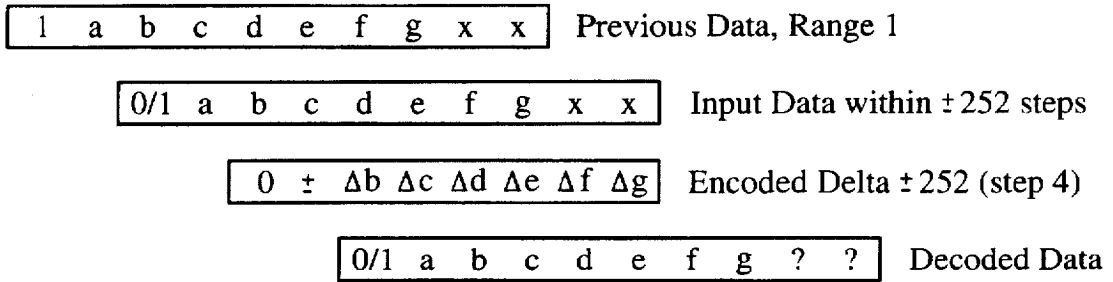 1 a b c d e f g x x Previous Data, Range 1
0/1 a b c d e f g x x Input Data within ±252 steps
0 ± Δb Δc Δd Δe Δf Δg Encoded Delta ±252 (step 4)
0/1 a b c d e f g ? ? Decoded Data